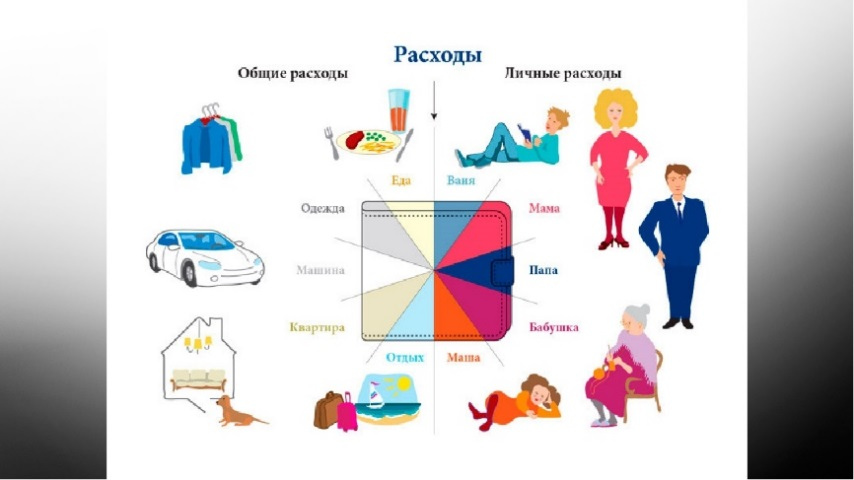 Расходы
Общие расходы
Личные расходы
Еда
Ваня
Одежда
Мама
Машина
Папа
Квартира
Бабушка
Отдых
Маша